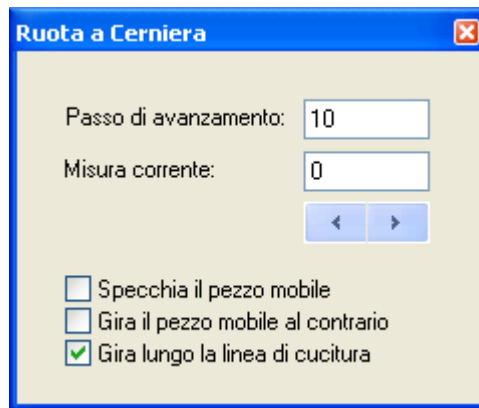 Ruota a Cerniera
Passo di avanzamento: 10
Misura corrente: 0
Specchia il pezzo mobile
Gira il pezzo mobile al contrario
Gira lungo la linea di cucitura